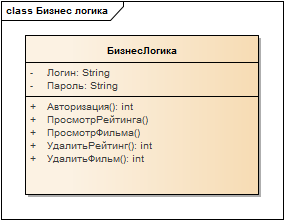 class Бизнес логика
БизнесЛогика
- Логин: String
- Пароль: String
+ Авторизация(): int
+ ПросмотрРейтинга()
+ ПросмотрФильма()
+ УдалитьРейтинг(): int
+ УдалитьФильм(): int